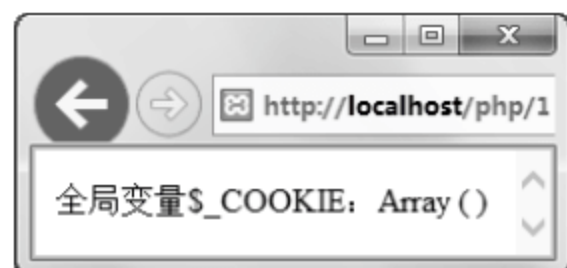 http://localhost/php/1
全局变量$_COOKIE：Array ( )